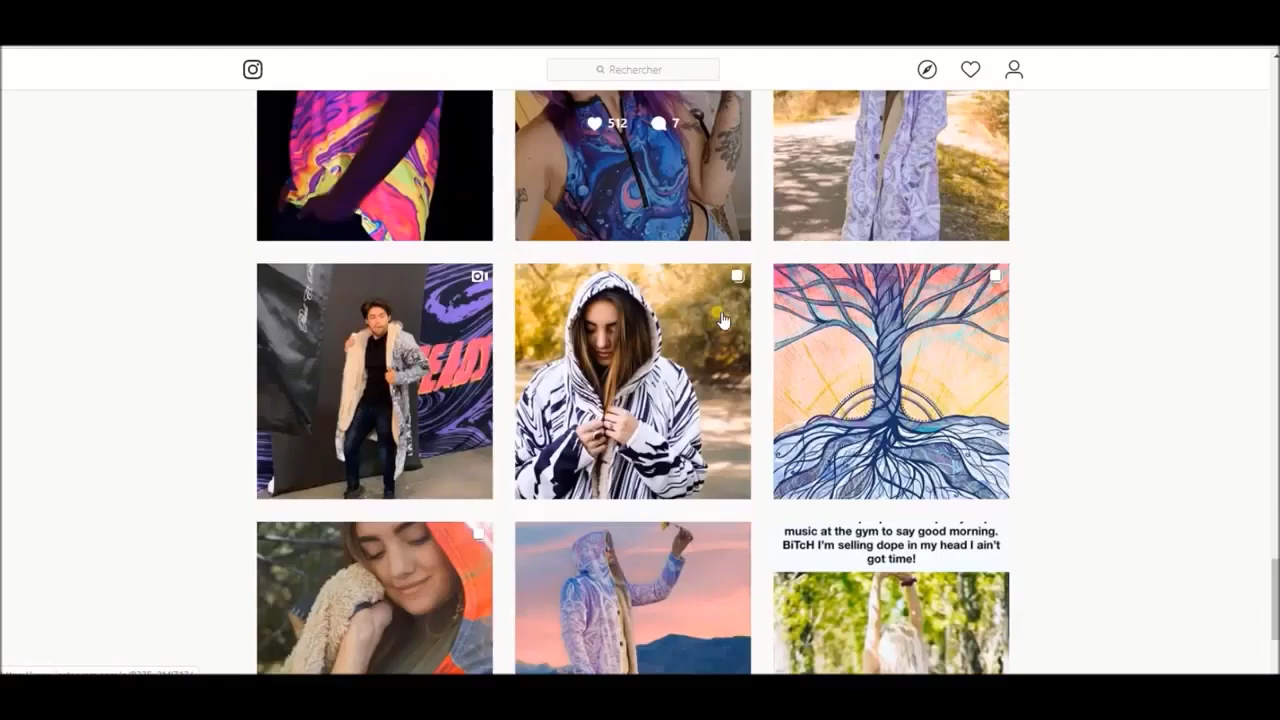 Rechercher
512 7
EADS
music at the gym to say good morning.
BiTcH I'm selling dope in my head I ain't
got time!